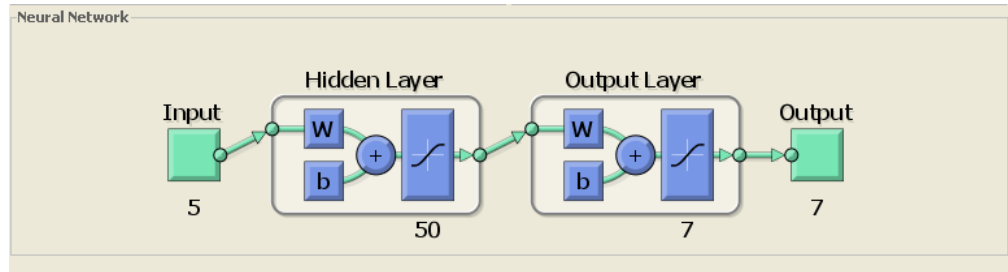 Neural Network
Hidden Layer
Output Layer
Input
Output
W
W
+
+
b
b
5
50
7
7